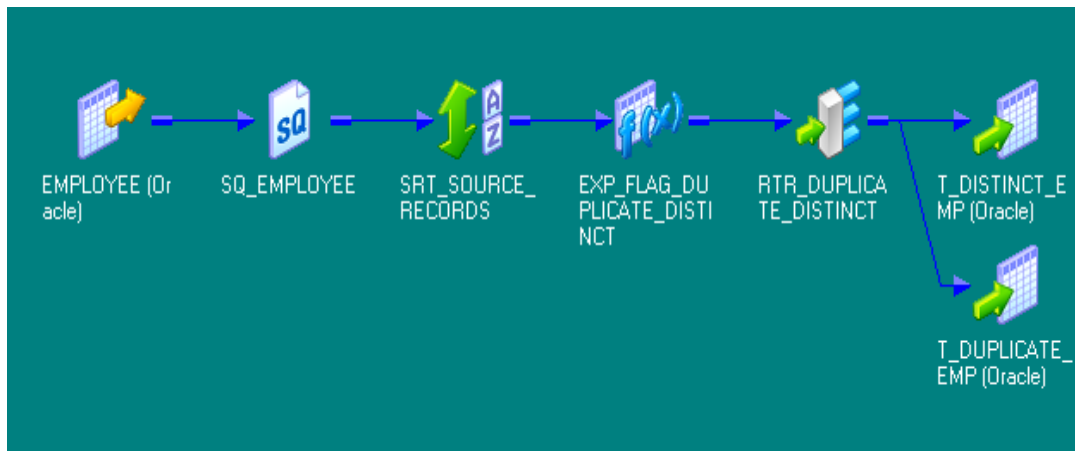 EMPLOYEE (Or
acle)
SQ
SQ_EMPLOYEE
A
Z
SRT_SOURCE_
RECORDS
f(x)
EXP_FLAG_DU
PLICATE_DISTI
NCT
RTR_DUPLICA
TE_DISTINCT
T_DISTINCT_E
MP (Oracle)
T_DUPLICATE_
EMP (Oracle)